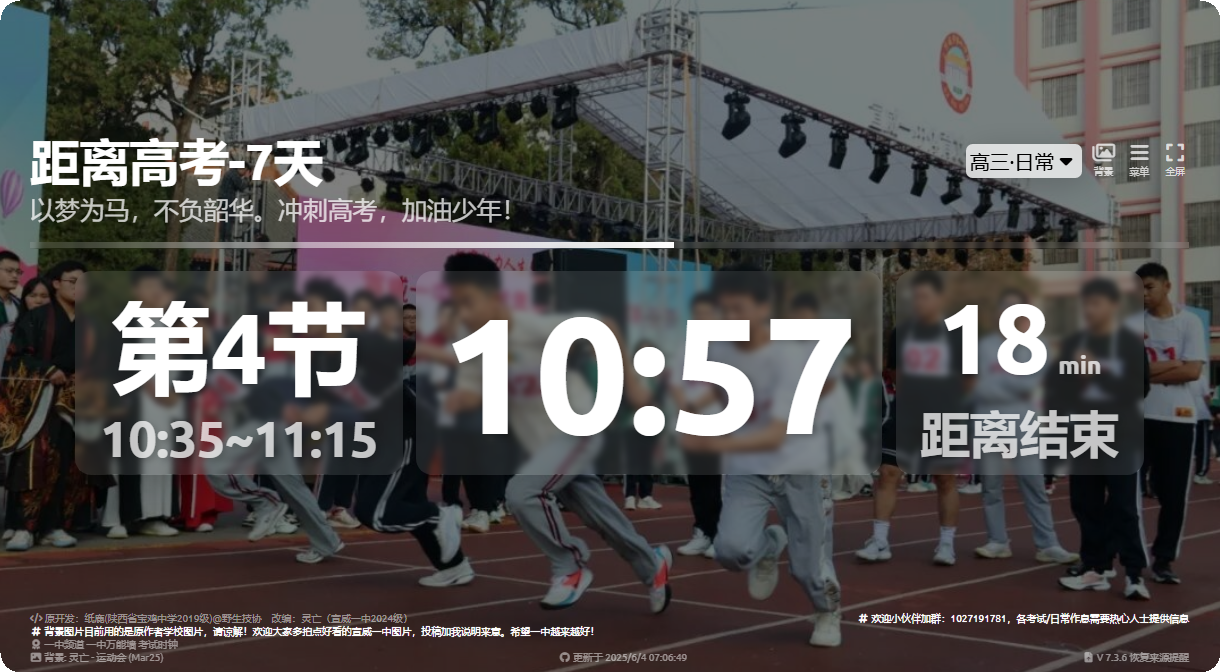 距离高考-7天
以梦为马，不负韶华。冲刺高考，加油少年！
高三·日常
背景
菜单
全屏
第4节
10:35~11:15
10:57
18 min
距离结束
原开发：纸鹿(陕西省宝鸡中学2019级)@野生技协 改编：灵亡（宣威一中2024级）
# 背景图片目前用的是原作者学校图片，请谅解！欢迎大家多拍点好看的宣威一中图片，投稿加我说明来意。希望一中越来越好！
一中频道 一中万能墙 考试时钟
背景: 灵亡 - 运动会 (Mar25)
更新于 2025/6/4 07:06:49
# 欢迎小伙伴加群：1027191781，各考试/日常作息需要热心人士提供信息
V 7.3.6 恢复来源提醒